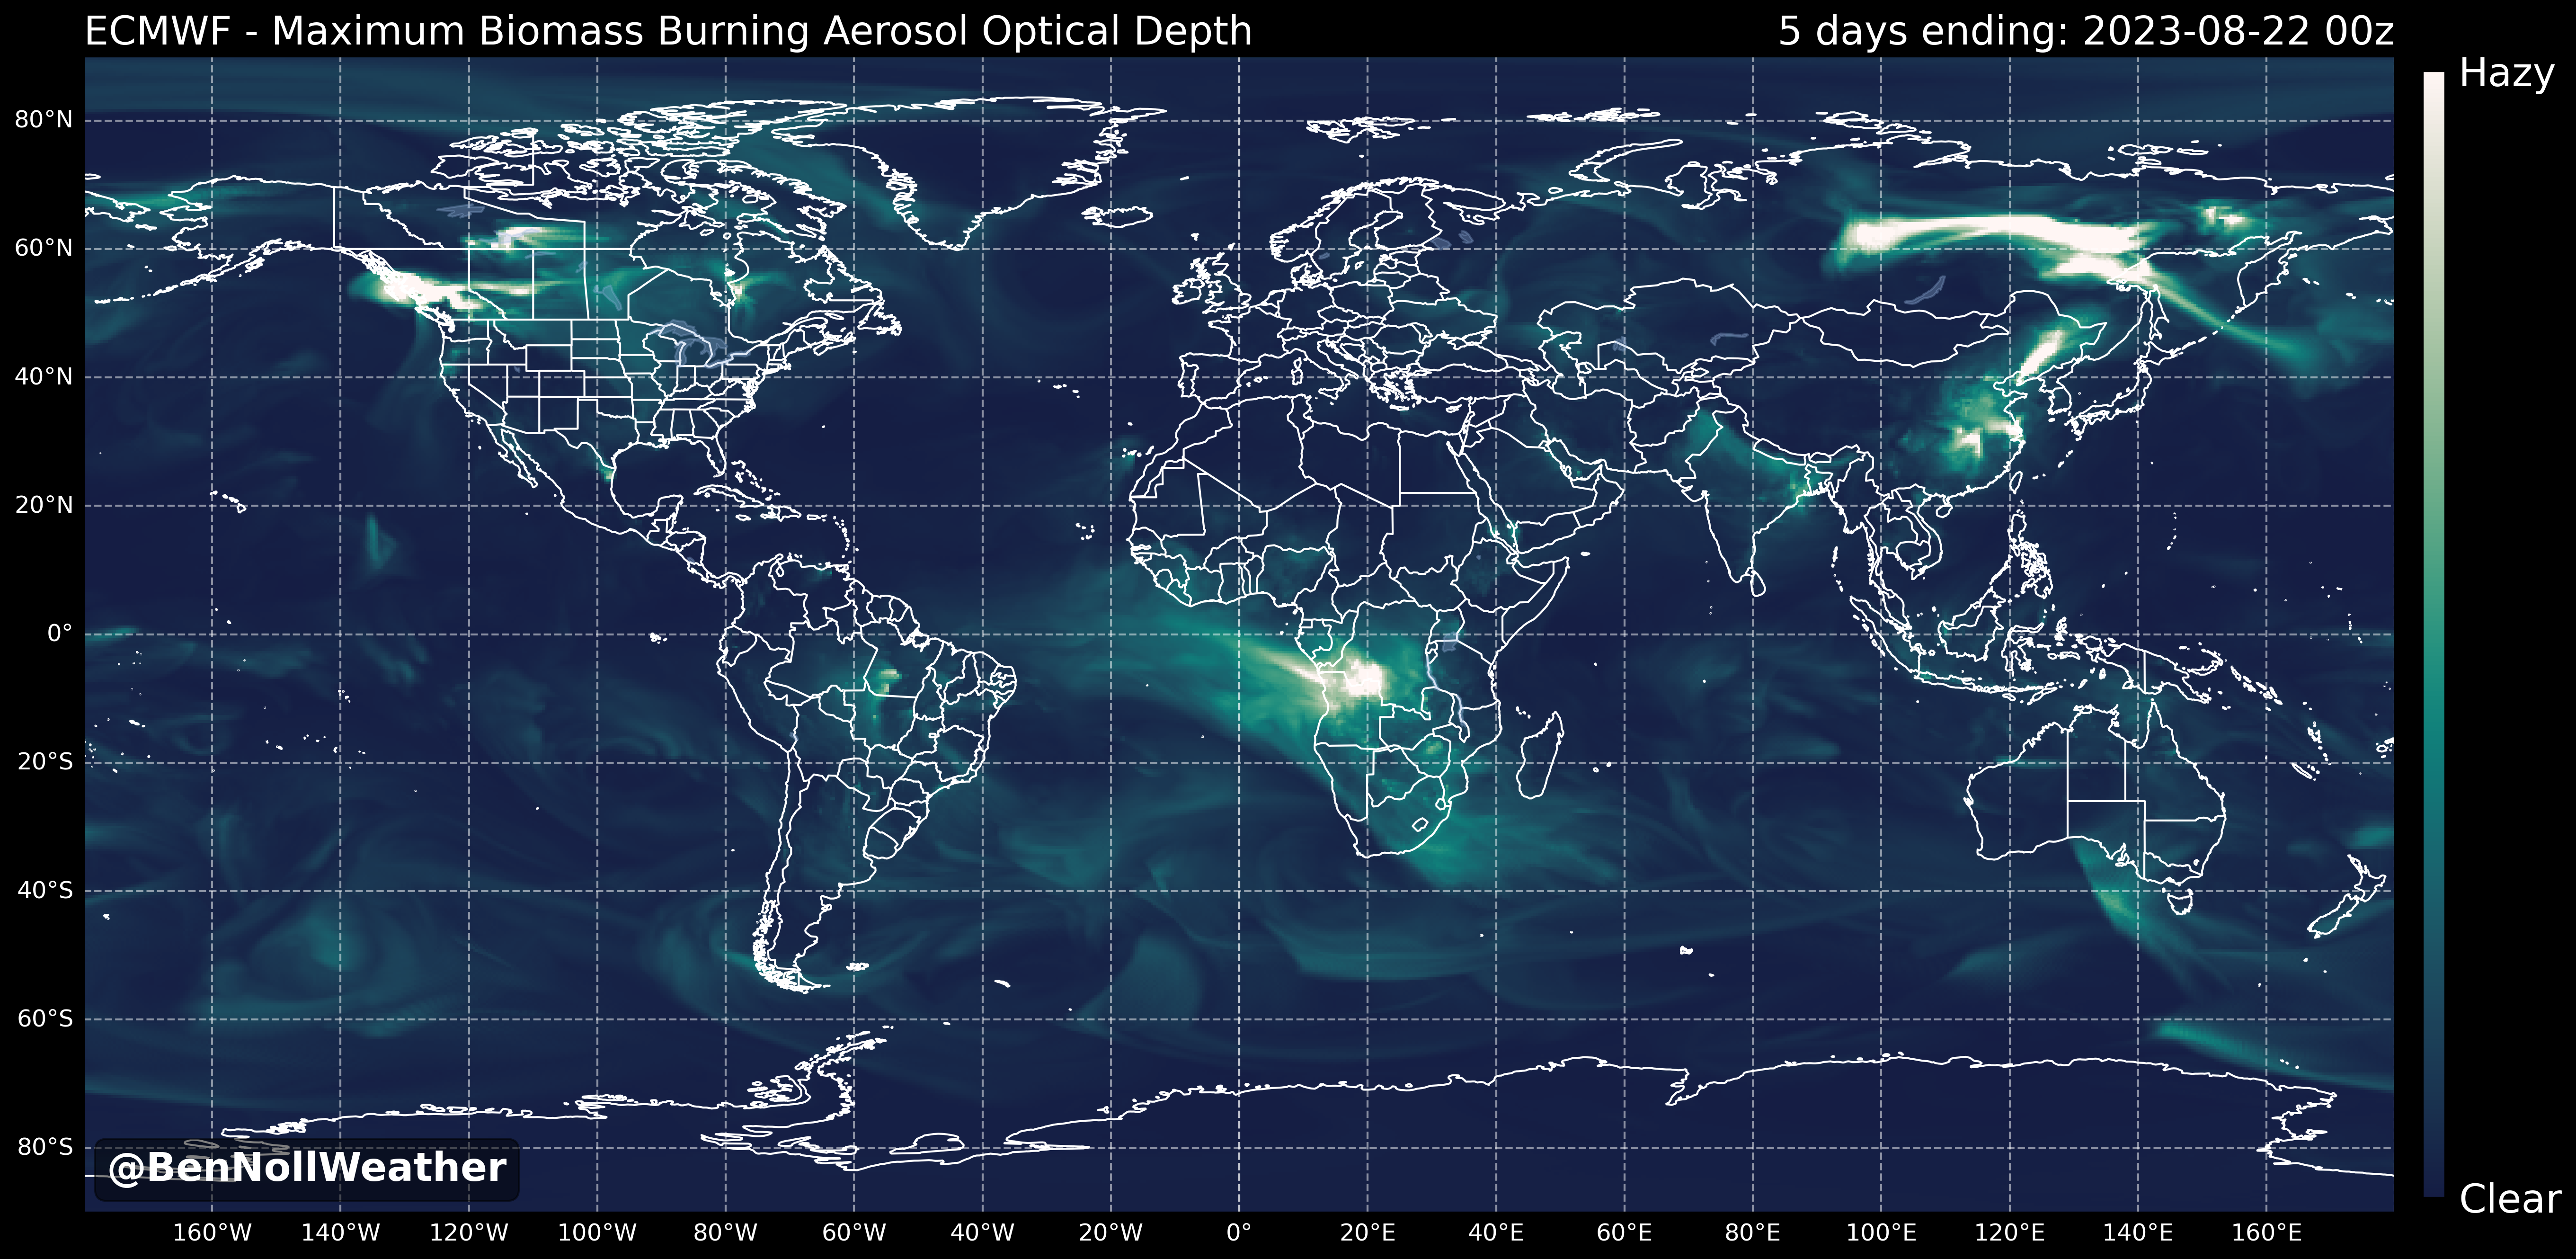 ECMWF - Maximum Biomass Burning Aerosol Optical Depth
5 days ending: 2023-08-22 00z
Hazy
80°N
60°N
40°N
20°N
0°
20°S
40°S
60°S
80°S
@BenNollWeather
Clear
160°W 140°W 120°W 100°W 80°W 60°W 40°W 20°W 0° 20°E 40°E 60°E 80°E 100°E 120°E 140°E 160°E